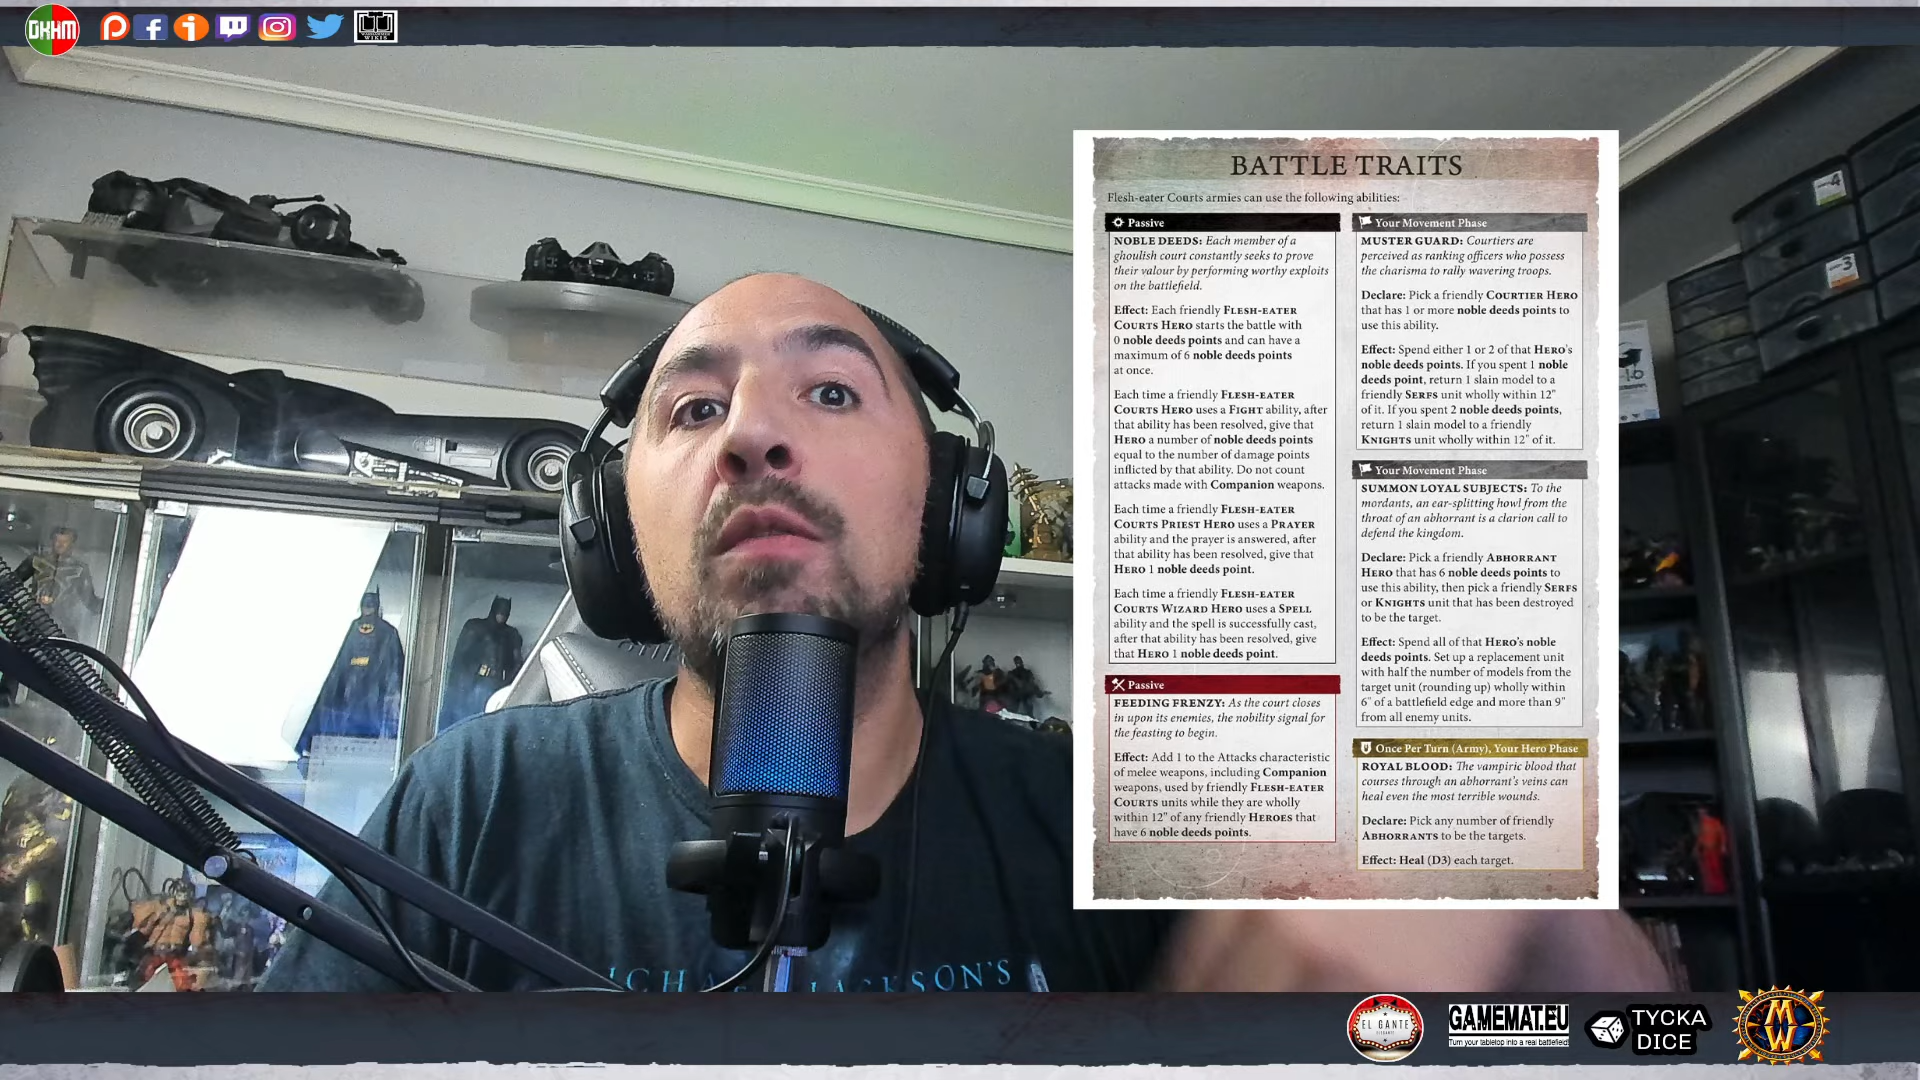 DKHM
WARHAMMER
WIKIS
BATTLE TRAITS
Flesh-eater Courts armies can use the following abilities:
Passive
NOBLE DEEDS: Each member of a
ghoulish court constantly seeks to prove
their valour by performing worthy exploits
on the battlefield.
Effect: Each friendly FLESH-EATER
COURTS HERO starts the battle with
0 noble deeds points and can have a
maximum of 6 noble deeds points
at once.
Each time a friendly FLESH-EATER
COURTS HERO uses a FIGHT ability, after
that ability has been resolved, give that
HERO a number of noble deeds points
equal to the number of damage points
inflicted by that ability. Do not count
attacks made with Companion weapons.
Each time a friendly FLESH-EATER
COURTS PRIEST HERO uses a PRAYER
ability and the prayer is answered, after
that ability has been resolved, give that
HERO 1 noble deeds point.
Each time a friendly FLESH-EATER
COURTS WIZARD HERO uses a SPELL
ability and the spell is successfully cast,
after that ability has been resolved, give
that HERO 1 noble deeds point.
Passive
FEEDING FRENZY: As the court closes
in upon its enemies, the nobility signal for
the feasting to begin.
Effect: Add 1 to the Attacks characteristic
of melee weapons, including Companion
weapons, used by friendly FLESH-EATER
COURTS units while they are wholly
within 12" of any friendly HEROES that
have 6 noble deeds points.
Your Movement Phase
MUSTER GUARD: Courtiers are
perceived as ranking officers who possess
the charisma to rally wavering troops.
Declare: Pick a friendly COURTIER HERO
that has 1 or more noble deeds points to
use this ability.
Effect: Spend either 1 or 2 of that HERO's
noble deeds points. If you spent 1 noble
deeds point, return 1 slain model to a
friendly SERFS unit wholly within 12"
of it. If you spent 2 noble deeds points,
return 1 slain model to a friendly
KNIGHTS unit wholly within 12" of it.
Your Movement Phase
SUMMON LOYAL SUBJECTS: To the
mordants, an ear-splitting howl from the
throat of an abhorrant is a clarion call to
defend the kingdom.
Declare: Pick a friendly ABHORRANT
HERO that has 6 noble deeds points to
use this ability, then pick a friendly SERFS
or KNIGHTS unit that has been destroyed
to be the target.
Effect: Spend all of that HERO's noble
deeds points. Set up a replacement unit
with half the number of models from the
target unit (rounding up) wholly within
6" of a battlefield edge and more than 9"
from all enemy units.
Once Per Turn (Army), Your Hero Phase
ROYAL BLOOD: The vampiric blood that
courses through an abhorrant's veins can
heal even the most terrible wounds.
Declare: Pick any number of friendly
ABHORRANTS to be the targets.
Effect: Heal (D3) each target.
JACKSON'S
EL GANTE
GAMEMAT.EU
Turn your tabletop into a real battlefield!
TYCKA
DICE
MW